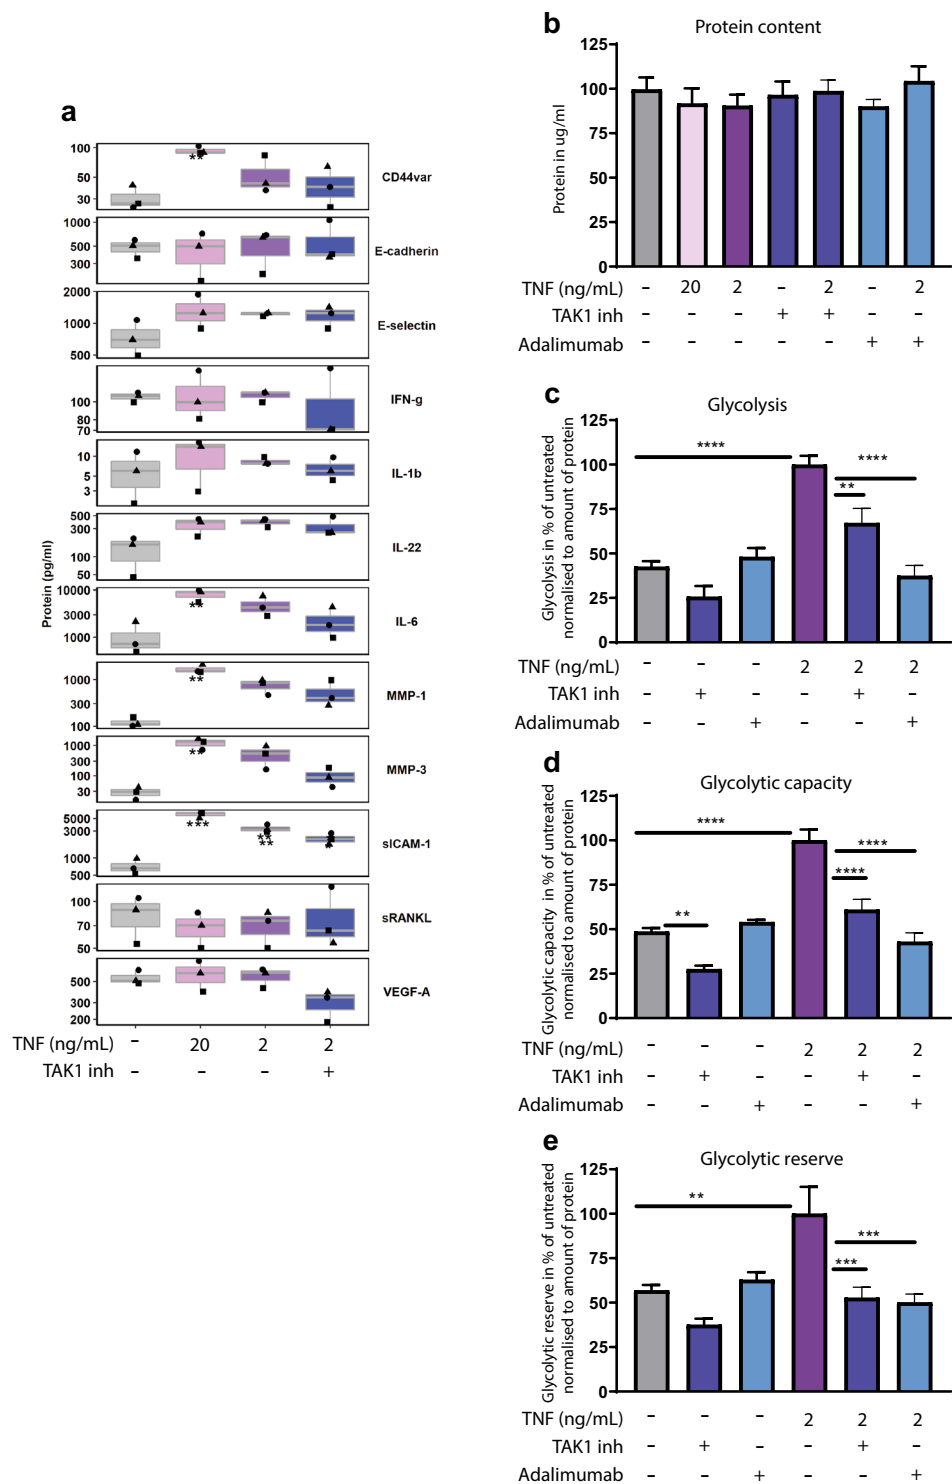 a
Protein (pg/ml)
100
50
30
CD44var
**
1000
500
300
E-cadherin
2000
1000
500
E-selectin
100
80
70
IFN-g
10
5
3
IL-1b
500
300
100
50
IL-22
10000
3000
1000
IL-6
**
1000
300
100
MMP-1
**
1000
300
100
30
MMP-3
**
5000
3000
1000
500
sICAM-1
***
**
**
100
70
50
sRANKL
500
300
200
VEGF-A
TNF (ng/mL) – 20 2 2
TAK1 inh – – – +
b
Protein content
Protein in ug/ml
125
100
75
50
25
0
TNF (ng/mL) – 20 2 – 2 – 2
TAK1 inh – – – + + – –
Adalimumab – – – – – + +
c
Glycolysis
Glycolysis in % of untreated
normalised to amount of protein
125
100
75
50
25
0
****
****
**
TNF (ng/mL) – – – 2 2 2
TAK1 inh – + – – + –
Adalimumab – – + – – +
d
Glycolytic capacity
Glycolytic capacity in % of untreated
normalised to amount of protein
125
100
75
50
25
0
****
****
****
**
TNF (ng/mL) – – – 2 2 2
TAK1 inh – + – – + –
Adalimumab – – + – – +
e
Glycolytic reserve
Glycolytic reserve in % of untreated
normalised to amount of protein
125
100
75
50
25
0
**
***
***
TNF (ng/mL) – – – 2 2 2
TAK1 inh – + – – + –
Adalimumab – – + – – +